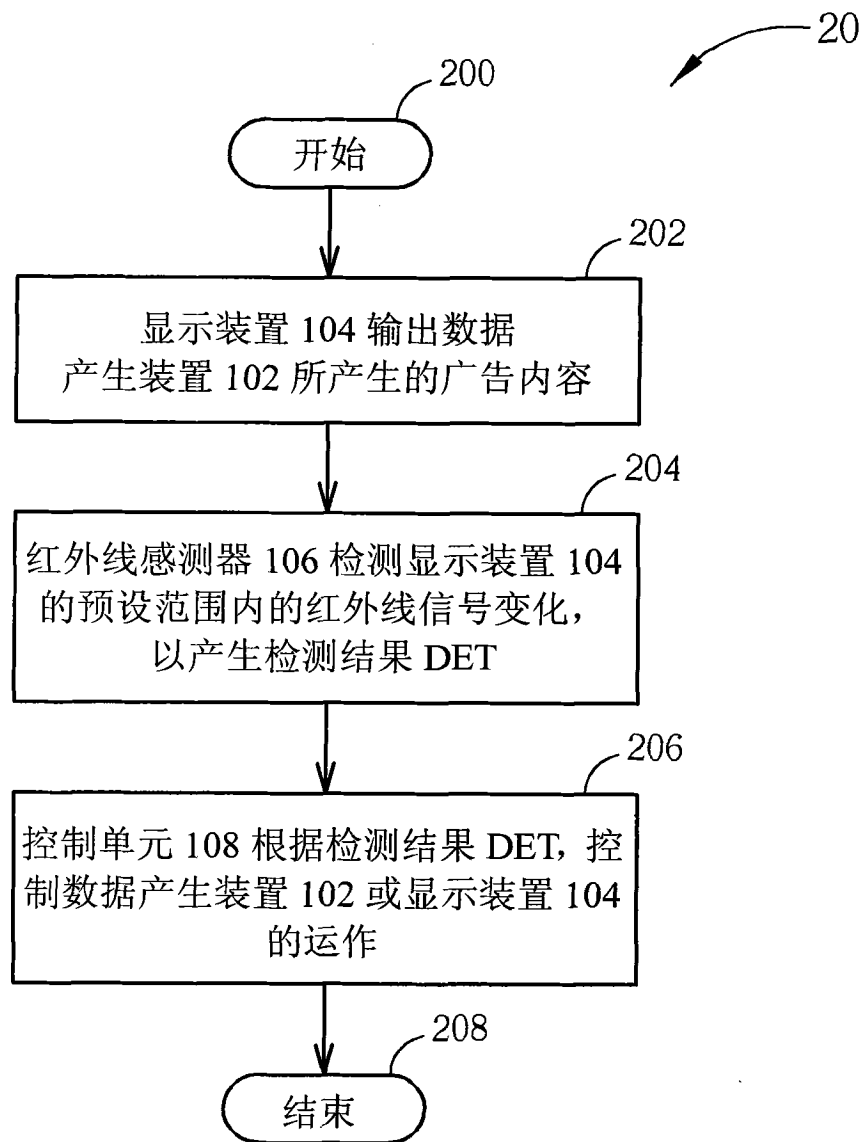 20
200
开始
202
显示装置 104 输出数据
产生装置 102 所产生的广告内容
204
红外线感测器 106 检测显示装置 104
的预设范围内的红外线信号变化，
以产生检测结果 DET
206
控制单元 108 根据检测结果 DET, 控
制数据产生装置 102 或显示装置 104
的运作
208
结束